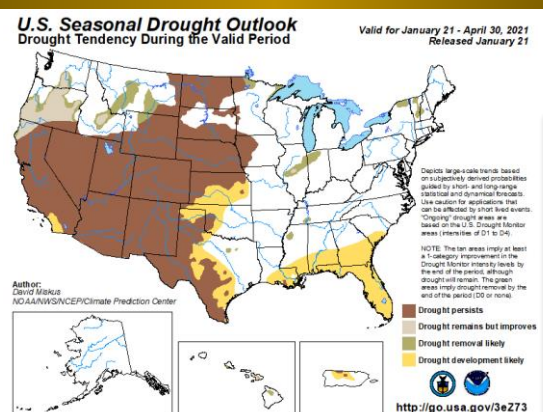 U.S. Seasonal Drought Outlook
Drought Tendency During the Valid Period
Valid for January 21 - April 30, 2021
Released January 21
Depicts large-scale trends based
on subjectively derived probabilities
guided by short- and long-range
statistical and dynamical forecasts.
Use caution for applications that
can be affected by short lived events.
"Ongoing" drought areas are
based on the U.S. Drought Monitor
areas (intensities of D1 to D4).
NOTE: The tan areas imply at least
a 1-category improvement in the
Drought Monitor intensity levels by
the end of the period, although
drought will remain. The green
areas imply drought removal by the
end of the period (D0 or none).
Author:
David Miskus
NOAA/NWS/NCEP/Climate Prediction Center
Drought persists
Drought remains but improves
Drought removal likely
Drought development likely
http://go.usa.gov/3eZ73